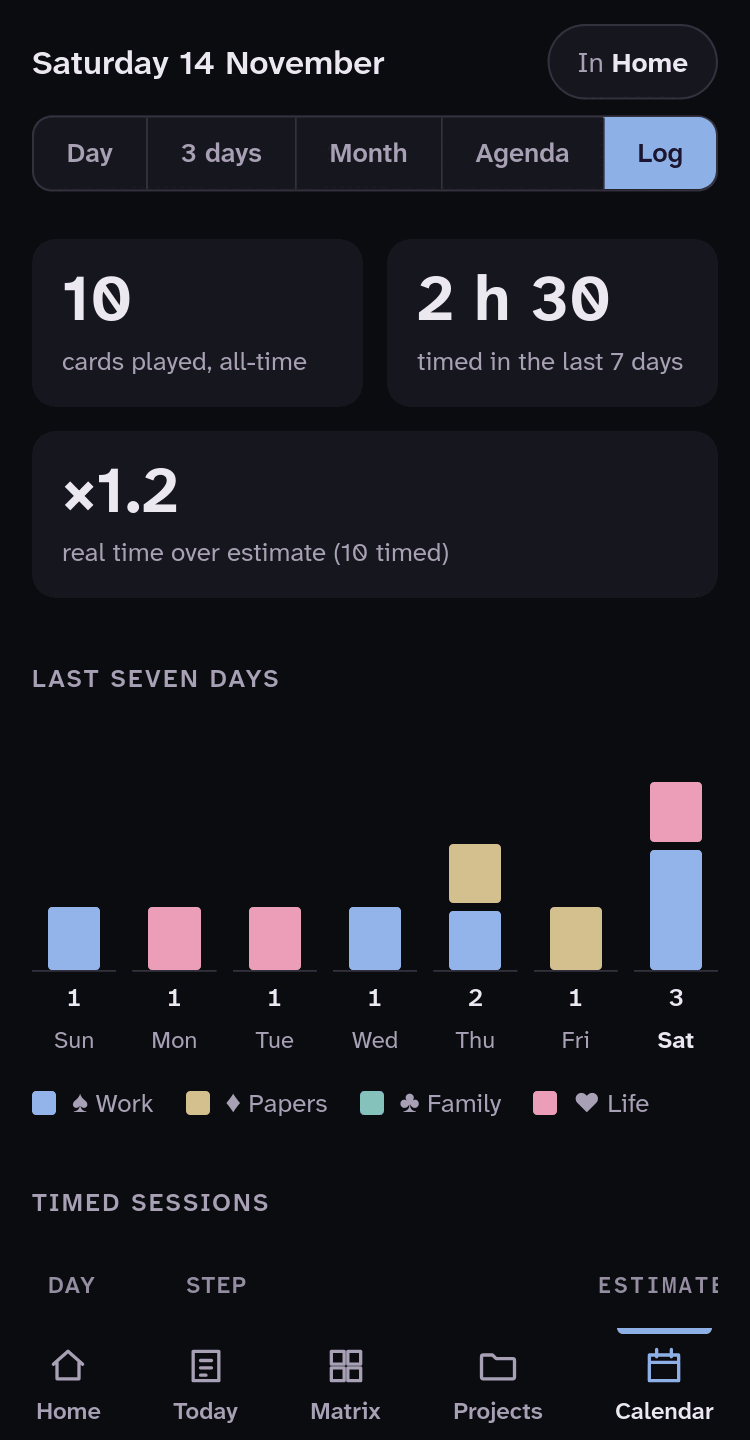 Saturday 14 November
In Home
Day 3 days Month Agenda Log
10
cards played, all-time
2 h 30
timed in the last 7 days
×1.2
real time over estimate (10 timed)
LAST SEVEN DAYS
1 1 1 1 2 1 3
Sun Mon Tue Wed Thu Fri Sat
♠ Work ♦ Papers ♣ Family ♥ Life
TIMED SESSIONS
DAY STEP ESTIMATE
Home Today Matrix Projects Calendar